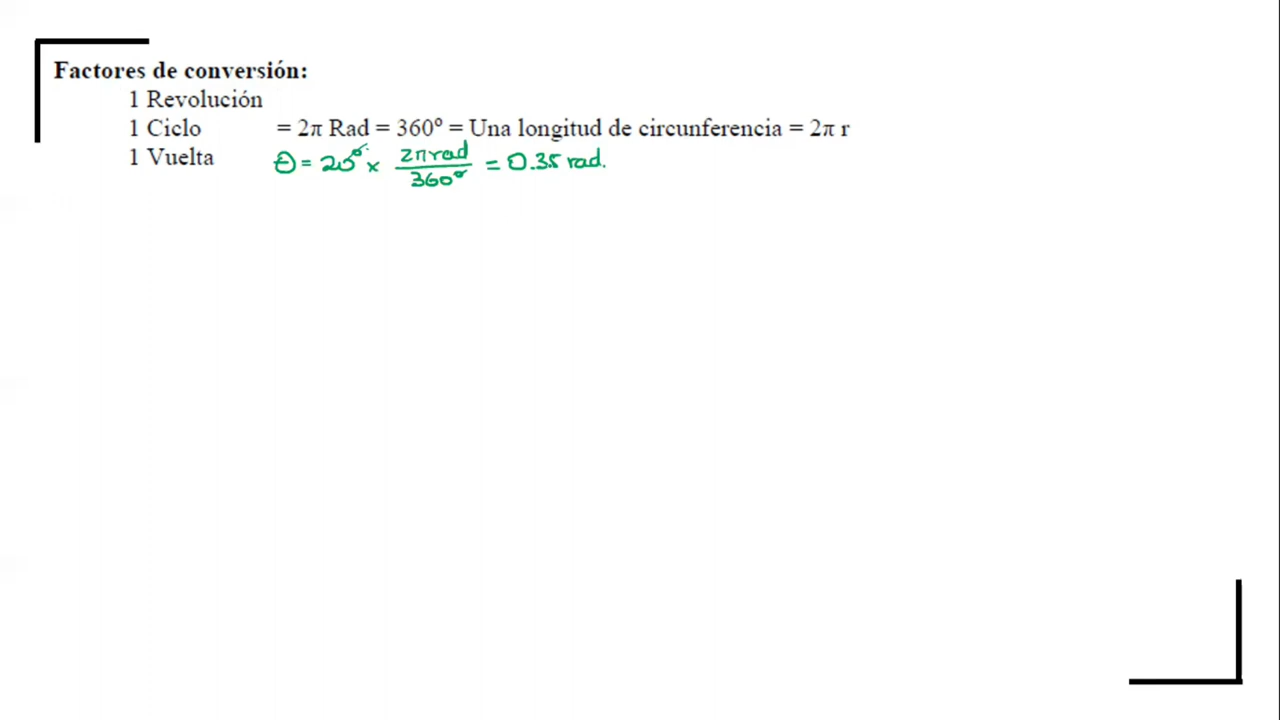 Factores de conversión:
1 Revolución
1 Ciclo = 2π Rad = 360º = Una longitud de circunferencia = 2π r
1 Vuelta
θ = 20° x 2π rad / 360° = 0.35 rad.